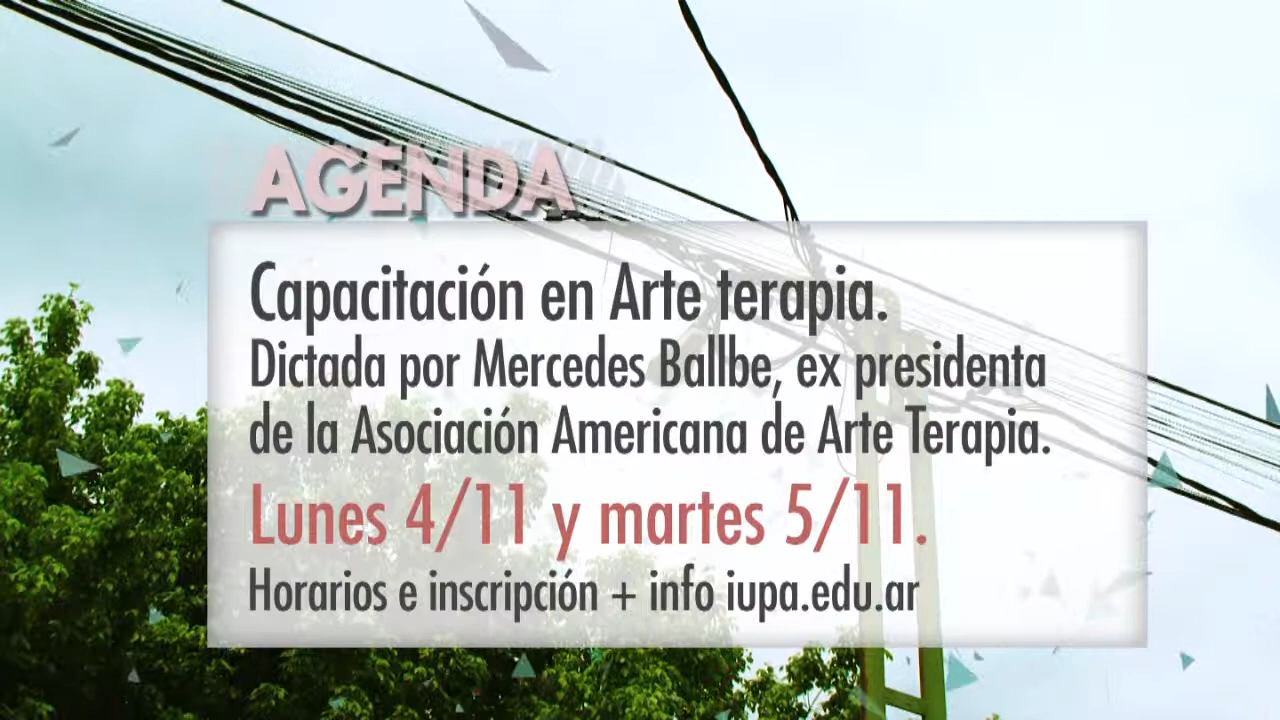 AGENDA
Capacitación en Arte terapia.
Dictada por Mercedes Ballbe, ex presidenta
de la Asociación Americana de Arte Terapia.
Lunes 4/11 y martes 5/11.
Horarios e inscripción + info iupa.edu.ar